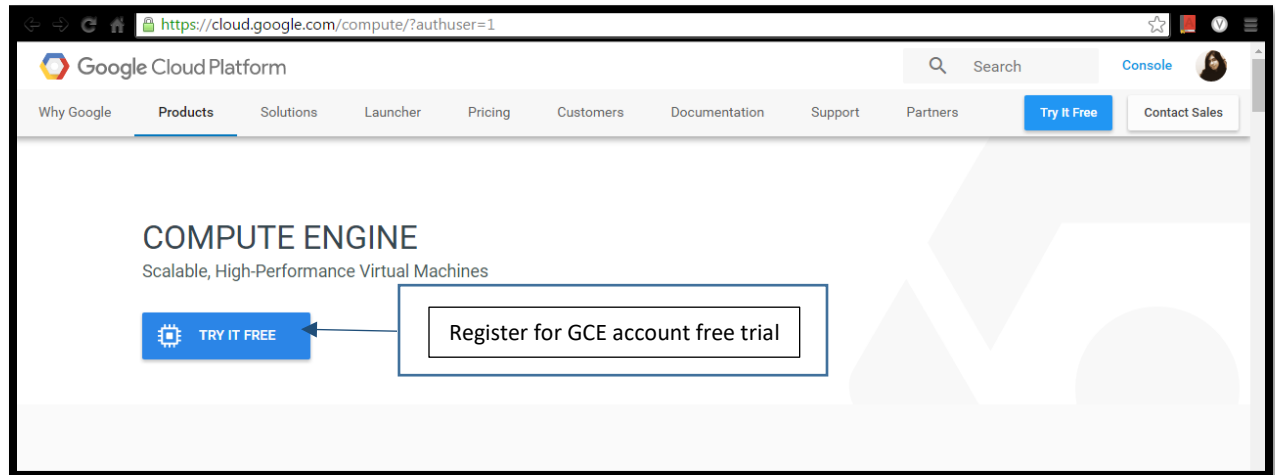 https://cloud.google.com/compute/?authuser=1
V
Google Cloud Platform
Search
Console
Why Google Products Solutions Launcher Pricing Customers Documentation Support Partners Try It Free Contact Sales
COMPUTE ENGINE
Scalable, High-Performance Virtual Machines
TRY IT FREE
Register for GCE account free trial